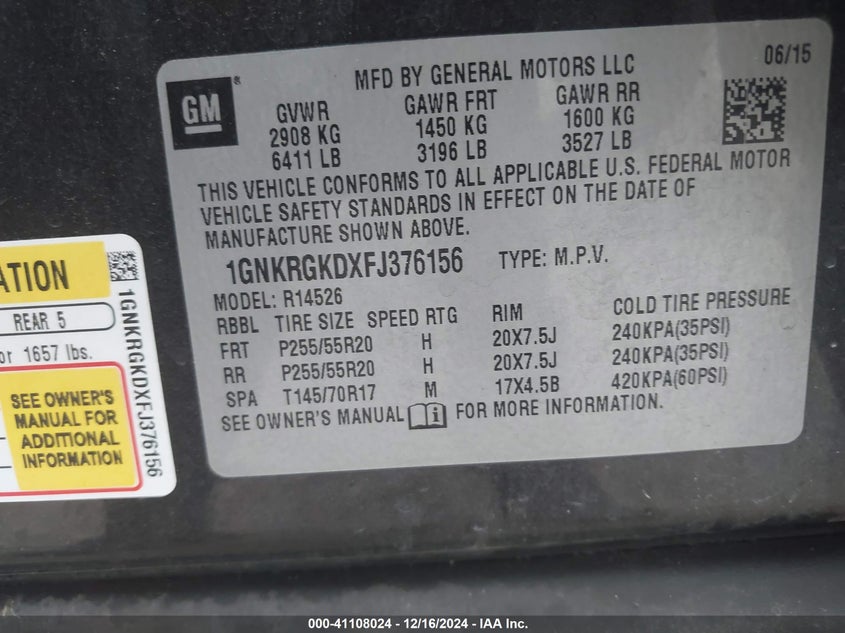 GM
®
MFD BY GENERAL MOTORS LLC
06/15
GVWR GAWR FRT GAWR RR
2908 KG 1450 KG 1600 KG
6411 LB 3196 LB 3527 LB
THIS VEHICLE CONFORMS TO ALL APPLICABLE U.S. FEDERAL MOTOR
VEHICLE SAFETY STANDARDS IN EFFECT ON THE DATE OF
MANUFACTURE SHOWN ABOVE.
1GNKRGKDXFJ376156 TYPE: M.P.V.
MODEL: R14526
RBBL TIRE SIZE SPEED RTG RIM COLD TIRE PRESSURE
FRT P255/55R20 H 20X7.5J 240KPA(35PSI)
RR P255/55R20 H 20X7.5J 240KPA(35PSI)
SPA T145/70R17 M 17X4.5B 420KPA(60PSI)
SEE OWNER'S MANUAL FOR MORE INFORMATION.
ATION
REAR 5
or 1657 lbs.
SEE OWNER'S
MANUAL FOR
ADDITIONAL
INFORMATION
1GNKRGKDXFJ376156
000-41108024 - 12/16/2024 - IAA Inc.